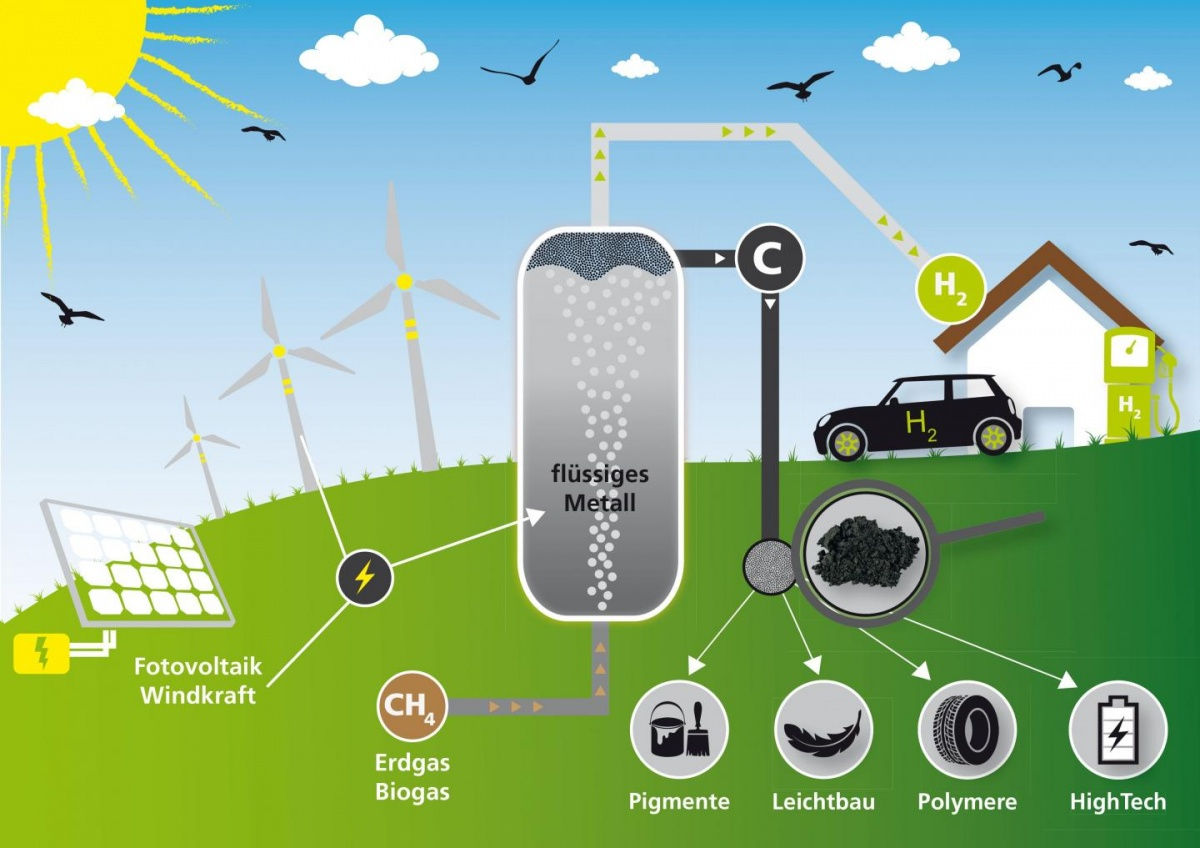 C
H2
H2
H2
flüssiges
Metall
Fotovoltaik
Windkraft
CH4
Erdgas
Biogas
Pigmente
Leichtbau
Polymere
HighTech